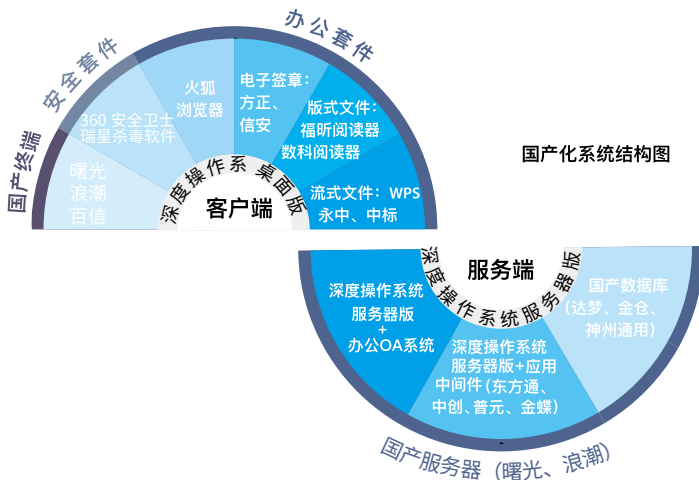 国产化系统结构图
国产终端
安全套件
办公套件
曙光
浪潮
百信
360 安全卫士
瑞星杀毒软件
火狐
浏览器
电子签章：
方正、
信安
版式文件：
福昕阅读器
数科阅读器
流式文件：WPS
永中、中标
深度操作系 桌面版
客户端
服务端
深度操作系统服务器版
深度操作系统
服务器版
+
办公OA系统
深度操作系统
服务器版+应用
中间件（东方通、
中创、普元、金蝶）
国产数据库
（达梦、金仓、
神州通用）
国产服务器（曙光、浪潮）